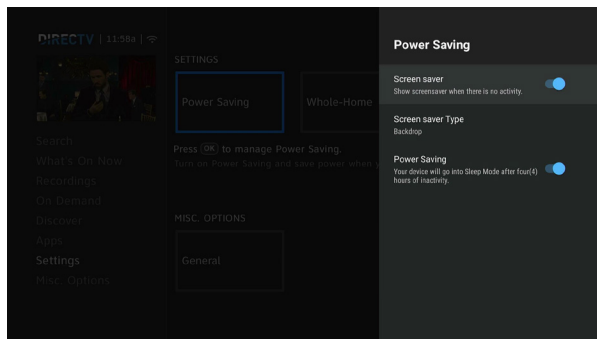 DIRECTV | 11:58a |
SETTINGS
Power Saving
Whole-Home
Press OK to manage Power Saving.
Turn on Power Saving and save power when y
Search
What's On Now
Recordings
On Demand
Discover
Apps
Settings
Misc. Options
MISC. OPTIONS
General
Power Saving
Screen saver
Show screensaver when there is no activity.
Screen saver Type
Backdrop
Power Saving
Your device will go into Sleep Mode after four(4)
hours of inactivity.